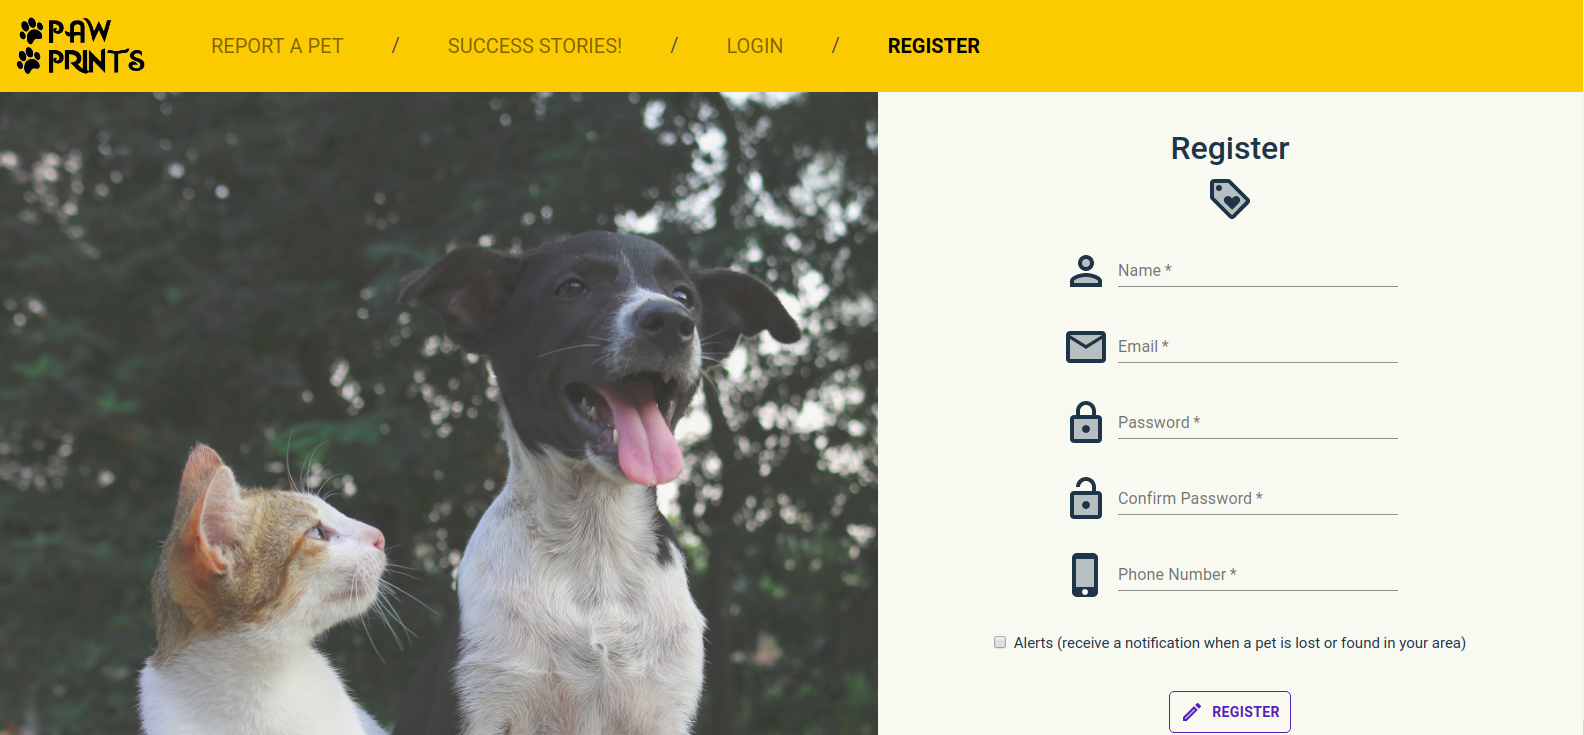 PAW
PRINTS
REPORT A PET / SUCCESS STORIES! / LOGIN / REGISTER
Register
Name *
Email *
Password *
Confirm Password *
Phone Number *
Alerts (receive a notification when a pet is lost or found in your area)
REGISTER